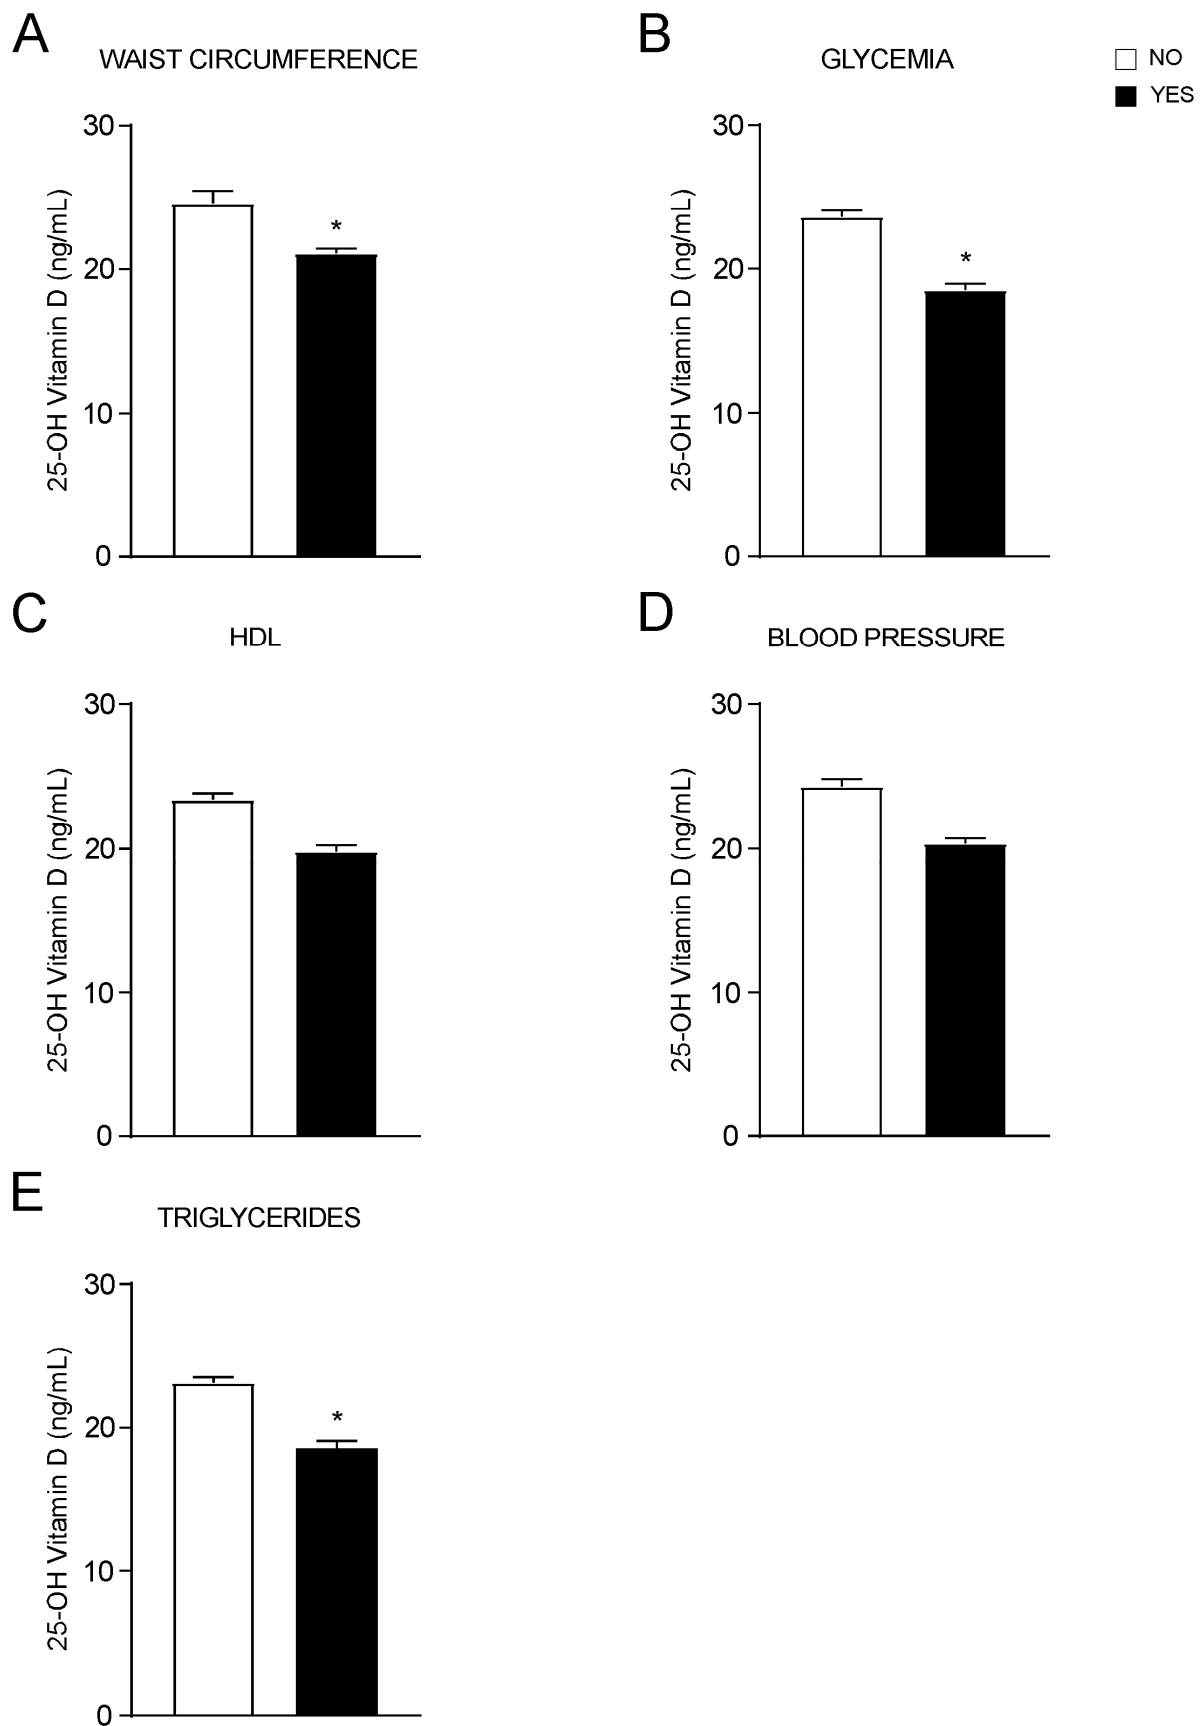 A
WAIST CIRCUMFERENCE
30
20
10
0
25-OH Vitamin D (ng/mL)
*
B
GLYCEMIA
NO
YES
30
20
10
0
25-OH Vitamin D (ng/mL)
*
C
HDL
30
20
10
0
25-OH Vitamin D (ng/mL)
D
BLOOD PRESSURE
30
20
10
0
25-OH Vitamin D (ng/mL)
E
TRIGLYCERIDES
30
20
10
0
25-OH Vitamin D (ng/mL)
*